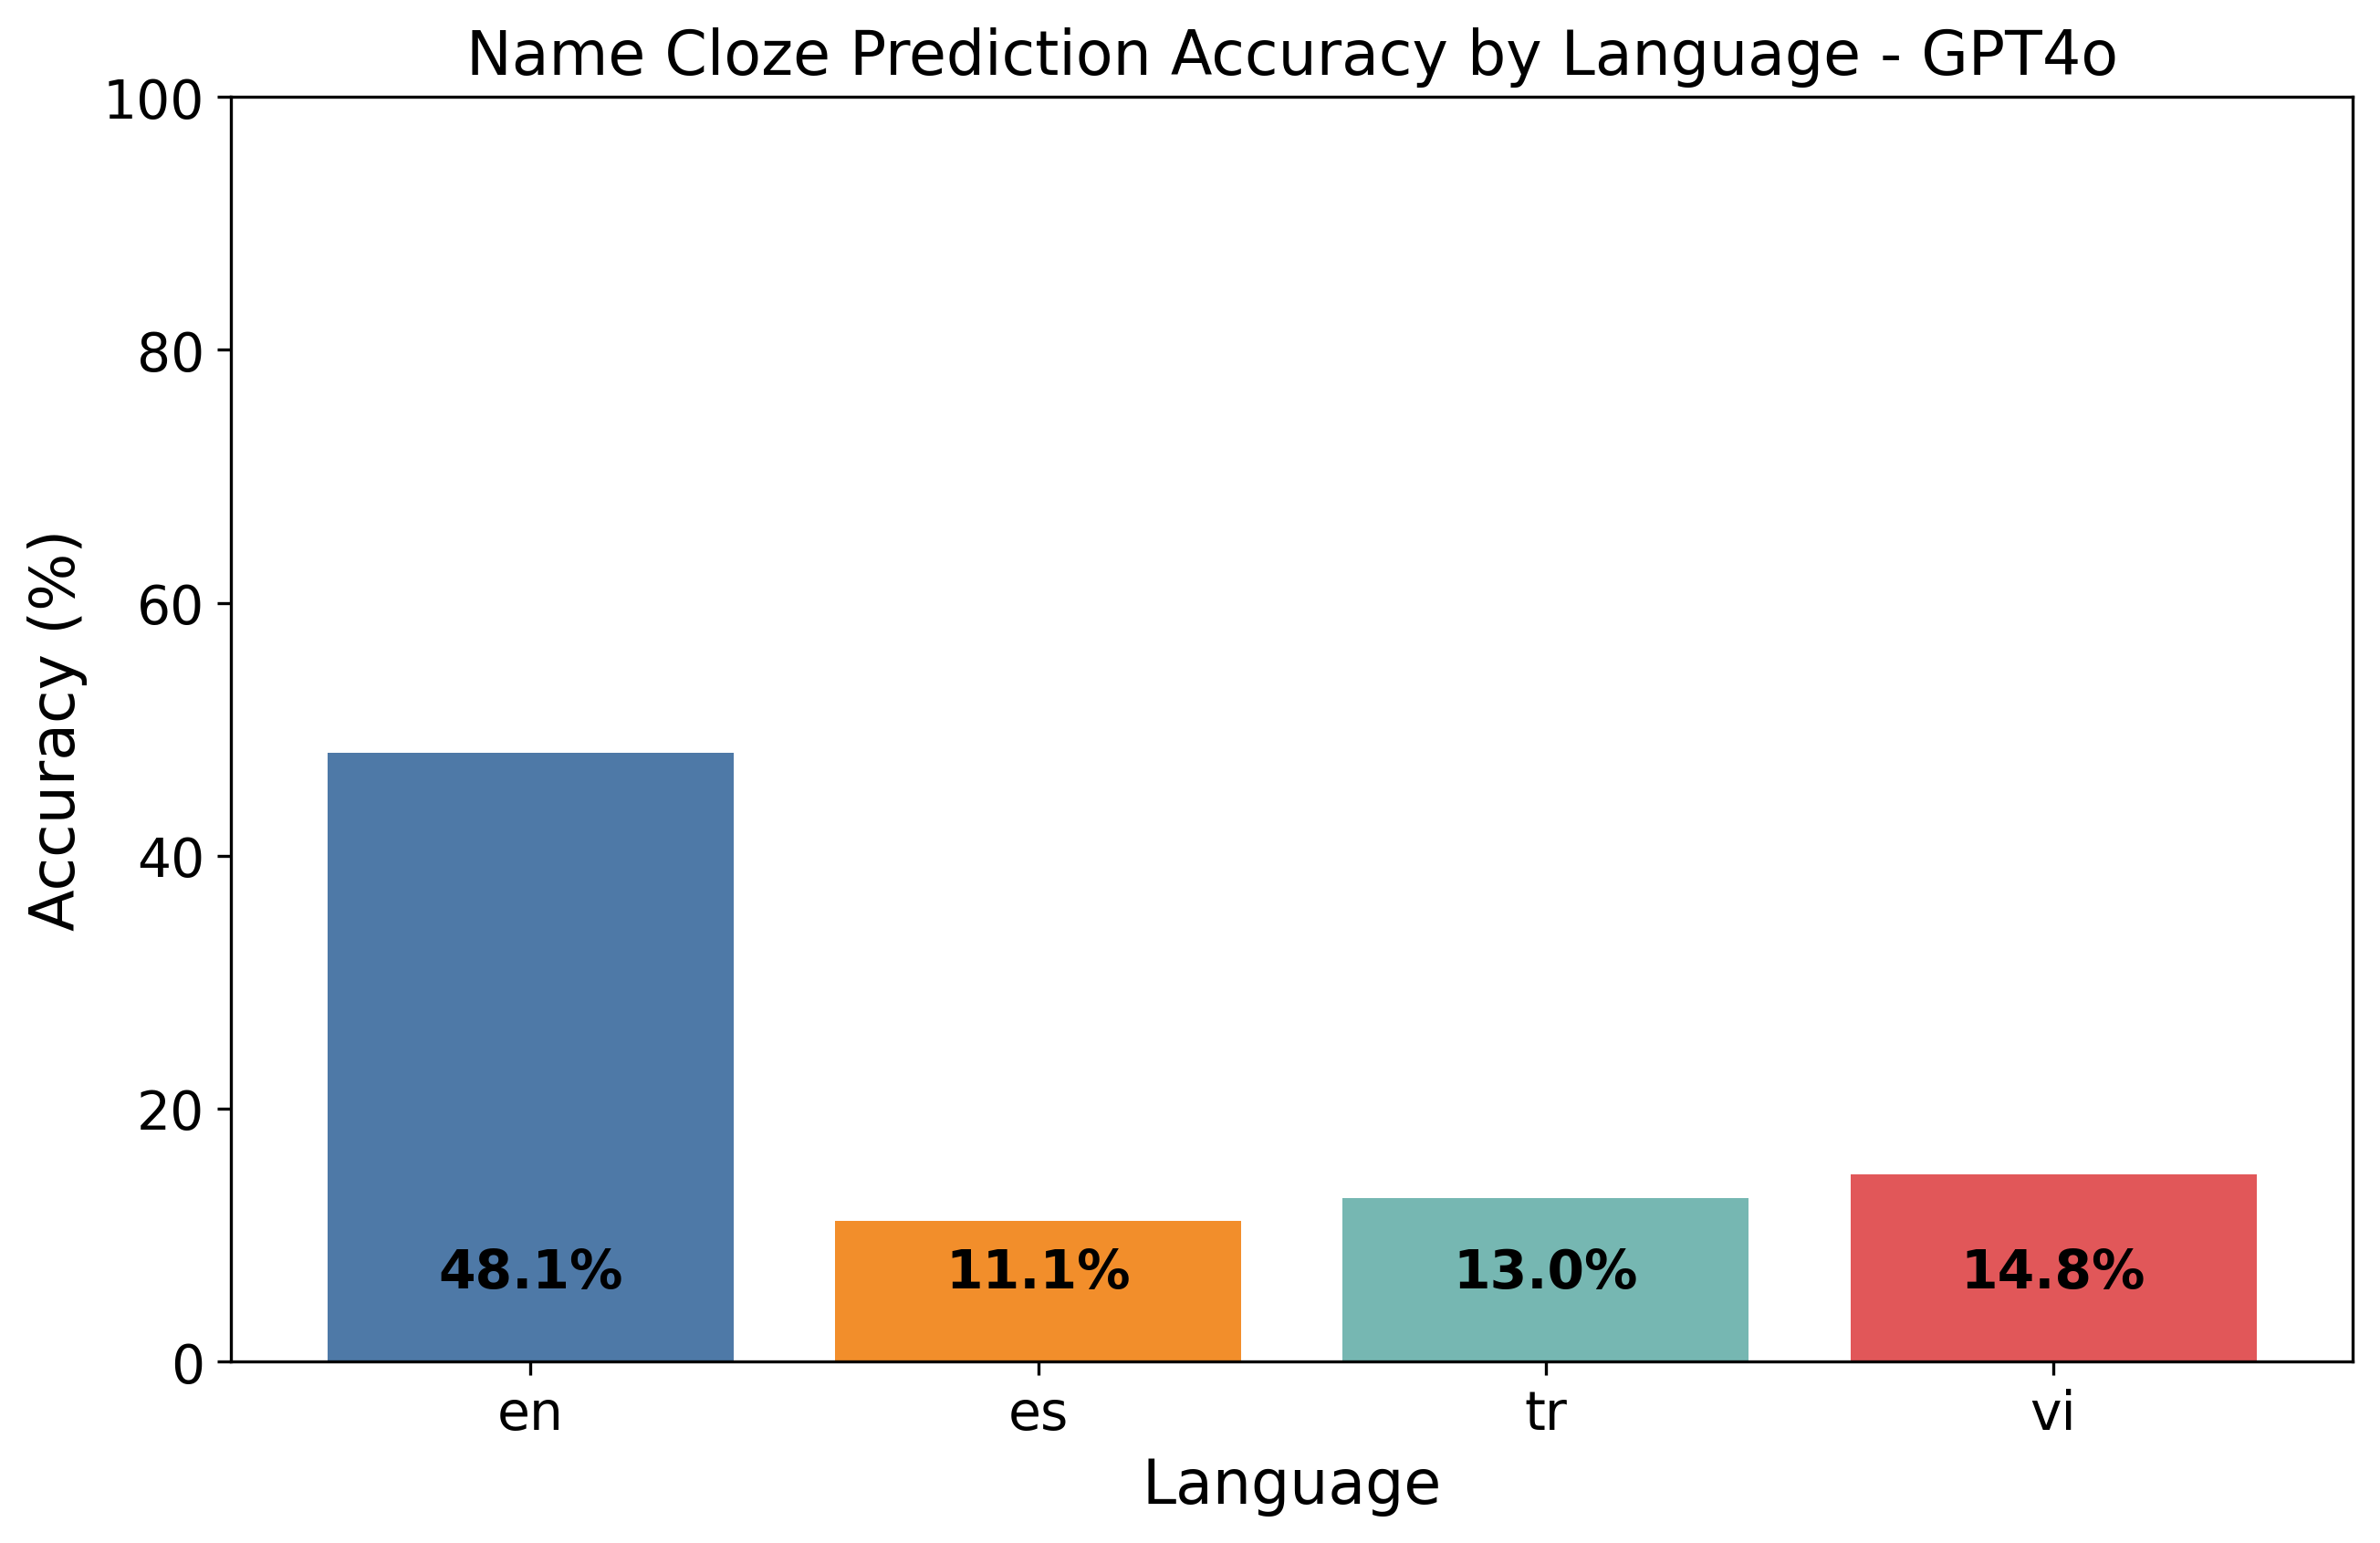 Name Cloze Prediction Accuracy by Language - GPT4o
Accuracy (%)
100
80
60
40
20
0
48.1%
11.1%
13.0%
14.8%
en
es
tr
vi
Language